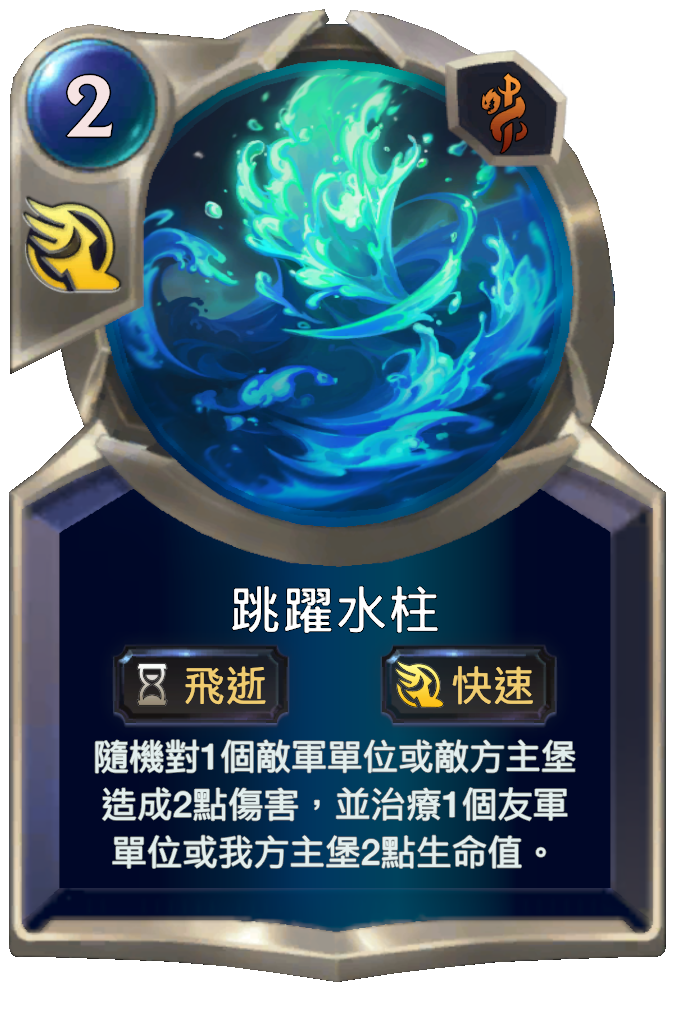 2
跳躍水柱
飛逝
快速
隨機對1個敵軍單位或敵方主堡
造成2點傷害，並治療1個友軍
單位或我方主堡2點生命值。